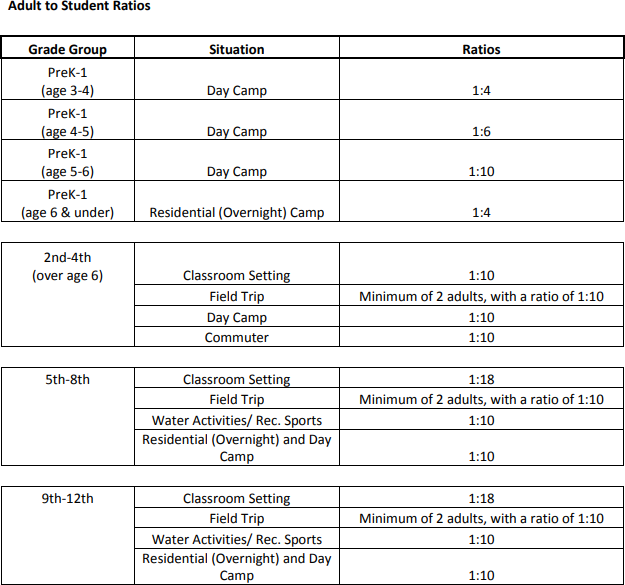 Adult to Student Ratios
Grade Group Situation Ratios
PreK-1
(age 3-4) Day Camp 1:4
PreK-1
(age 4-5) Day Camp 1:6
PreK-1
(age 5-6) Day Camp 1:10
PreK-1
(age 6 & under) Residential (Overnight) Camp 1:4
2nd-4th
(over age 6) Classroom Setting 1:10
Field Trip Minimum of 2 adults, with a ratio of 1:10
Day Camp 1:10
Commuter 1:10
5th-8th Classroom Setting 1:18
Field Trip Minimum of 2 adults, with a ratio of 1:10
Water Activities/ Rec. Sports 1:10
Residential (Overnight) and Day
Camp 1:10
9th-12th Classroom Setting 1:18
Field Trip Minimum of 2 adults, with a ratio of 1:10
Water Activities/ Rec. Sports 1:10
Residential (Overnight) and Day
Camp 1:10